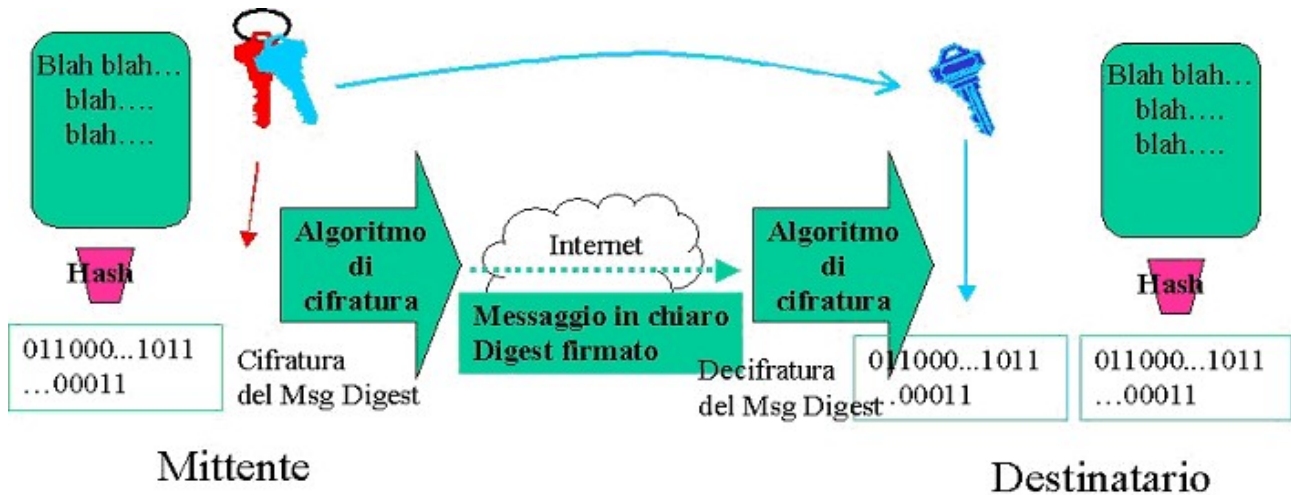 Blah blah…
blah….
blah….
Hash
011000...1011
…00011
Cifratura
del Msg Digest
Algoritmo
di
cifratura
Internet
Messaggio in chiaro
Digest firmato
Algoritmo
di
cifratura
Decifratura
del Msg Digest
011000...1011
…00011
Blah blah…
blah….
blah….
Hash
011000...1011
…00011
Mittente
Destinatario